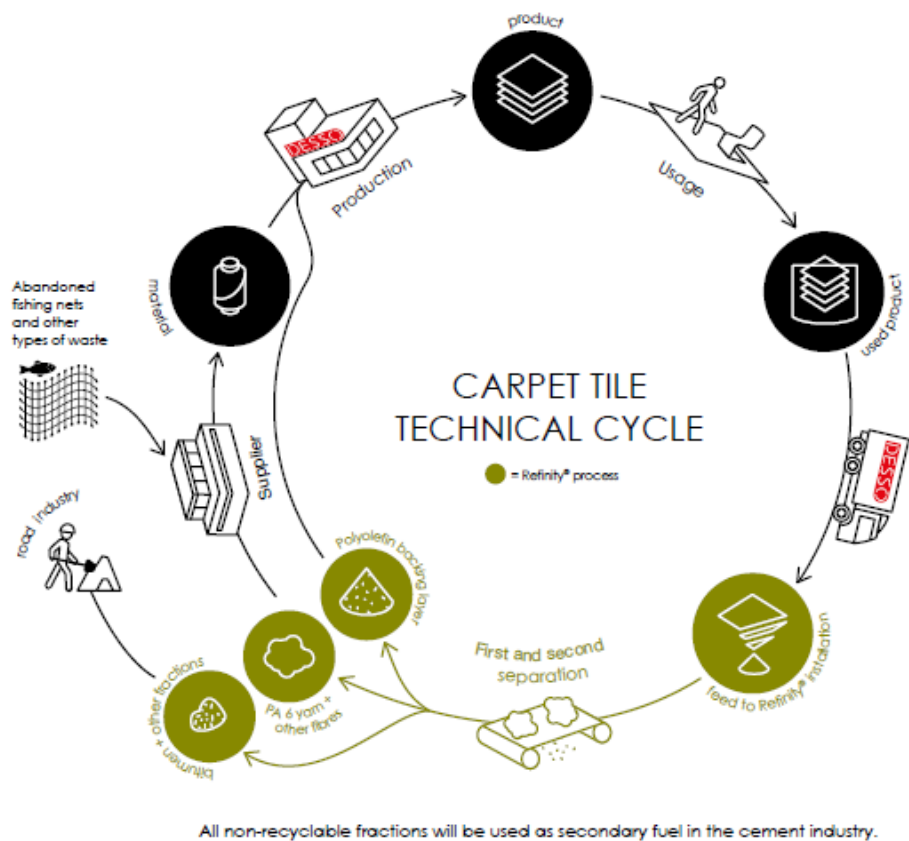 product
DESSO
Production
Usage
material
used product
Abandoned
fishing nets
and other
types of waste
CARPET TILE
TECHNICAL CYCLE
= Refinity® process
Supplier
DESSO
road industry
Polyolefin backing layer
First and second
separation
feed to Refinity® installation
PA 6 yarn +
other fibres
bitumen + other fractions
All non-recyclable fractions will be used as secondary fuel in the cement industry.